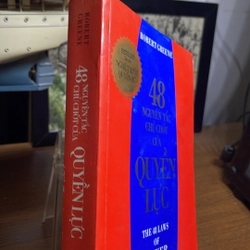 ROBERT GREENE
48
NGUYÊN TẮC
CHỦ CHỐT CỦA
QUYỀN LỰC
ROBERT GREENE
48
NGUYÊN TẮC
CHỦ CHỐT
CỦA
QUYỀN
LỰC
THE 48 LAWS
OF
POWER